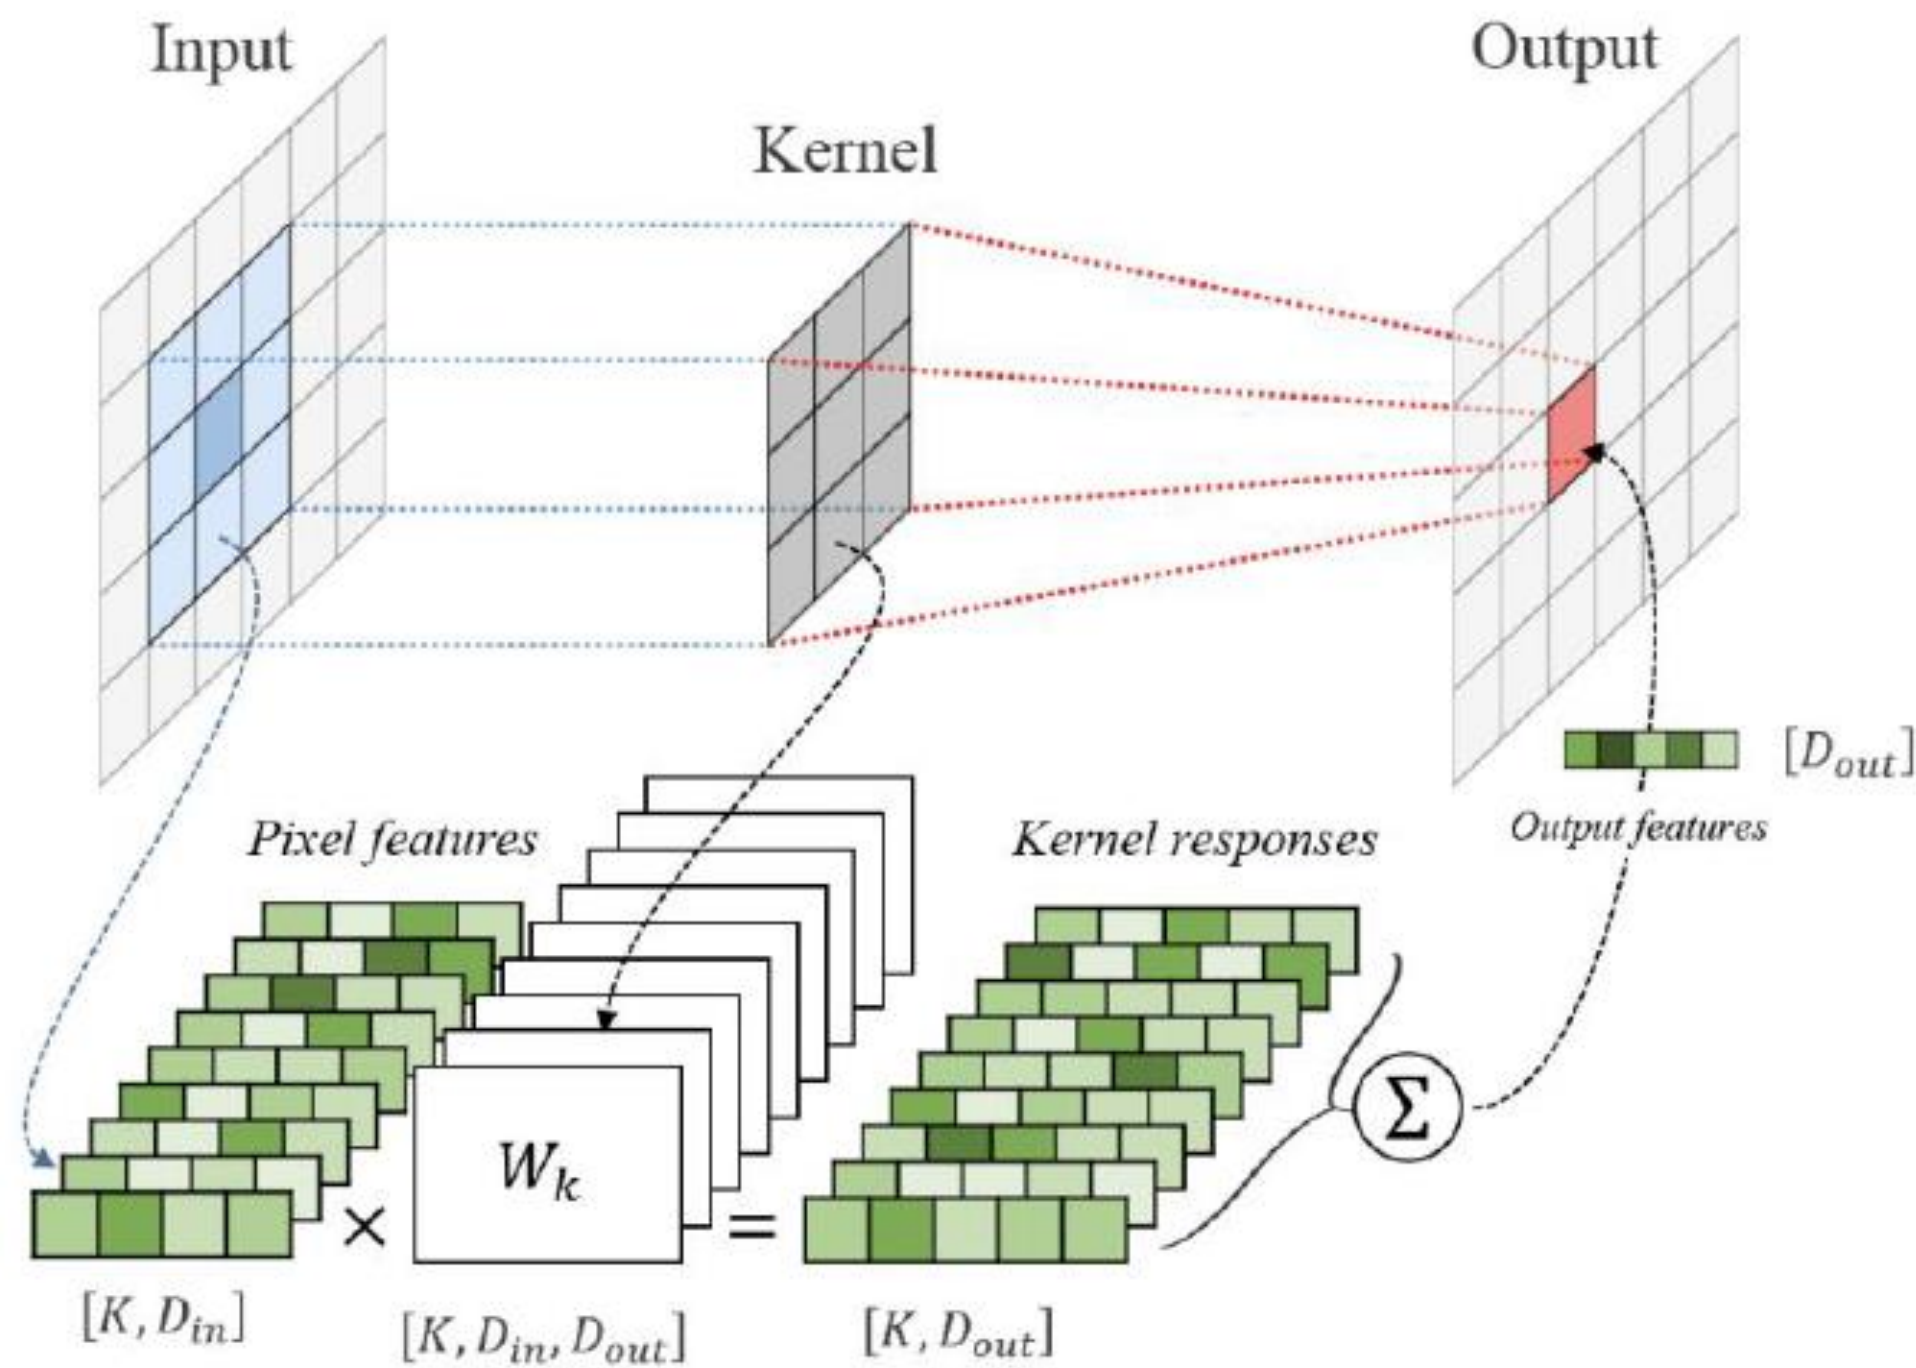 Input
Output
Kernel
[D_out]
Pixel features
Kernel responses
Output features
Σ
W_k
×
=
[K, D_in]
[K, D_in, D_out]
[K, D_out]